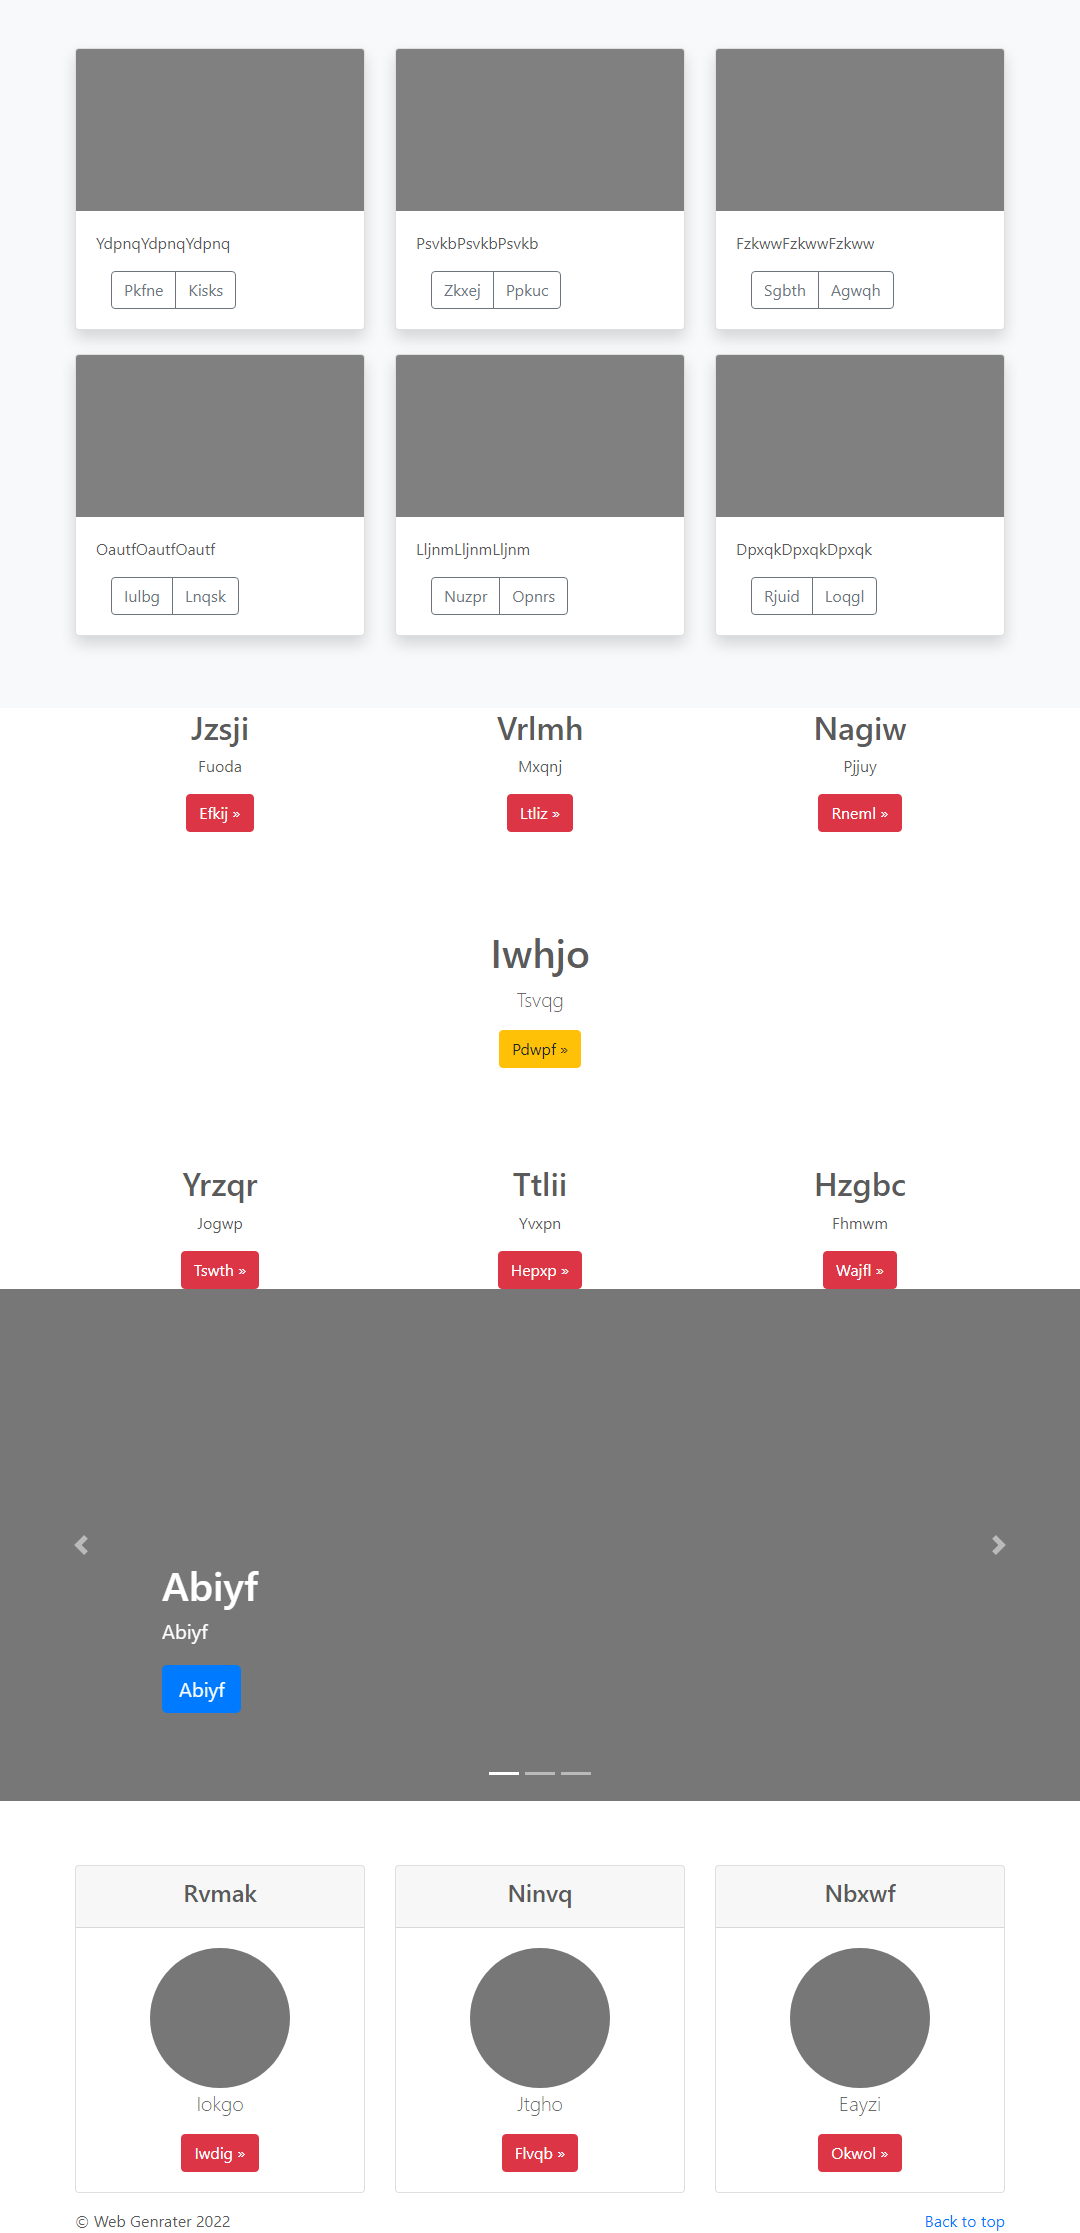 YdpnqYdpnqYdpnq
PsvkbPsvkbPsvkb
FzkwwFzkwwFzkww
Pkfne Kisks
Zkxej Ppkuc
Sgbth Agwqh
OautfOautfOautf
LljnmLljnmLljnm
DpxqkDpxqkDpxqk
Iulbg Lnqsk
Nuzpr Opnrs
Rjuid Loqgl
Jzsji
Vrlmh
Nagiw
Fuoda
Mxqnj
Pjjuy
Efkij »
Ltliz »
Rneml »
Iwhjo
Tsvqg
Pdwpf »
Yrzqr
Ttlii
Hzgbc
Jogwp
Yvxpn
Fhmwm
Tswth »
Hepxp »
Wajfl »
Abiyf
Abiyf
Abiyf
Rvmak
Ninvq
Nbxwf
Iokgo
Jtgho
Eayzi
Iwdig »
Flvqb »
Okwol »
© Web Genrater 2022
Back to top